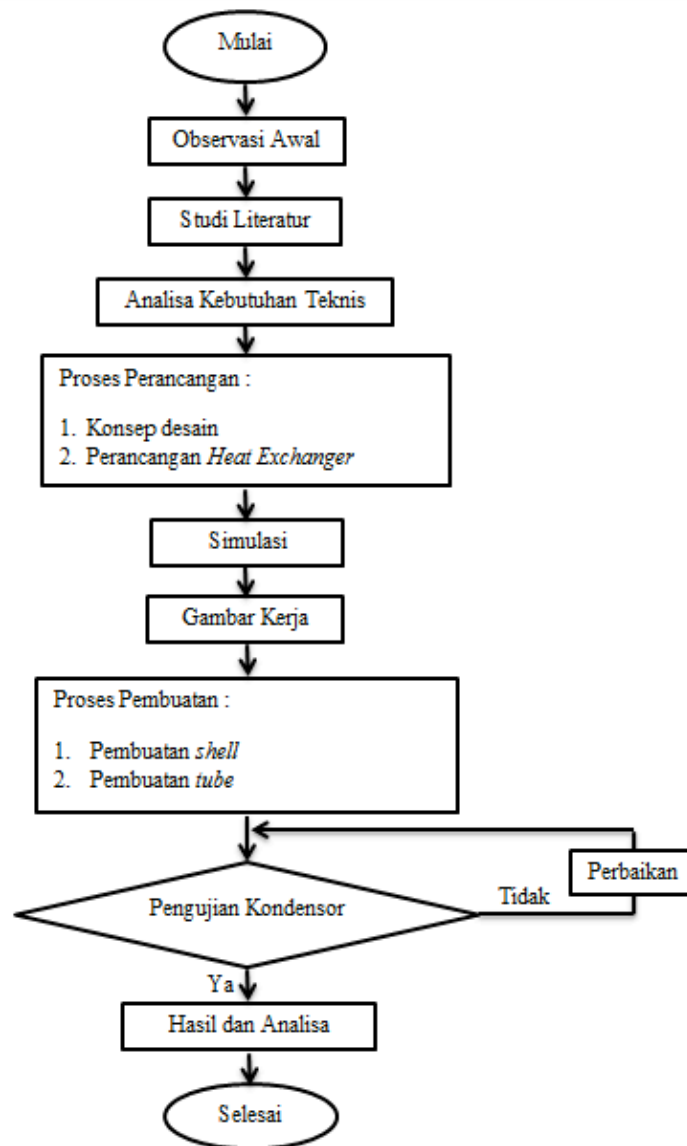 Mulai
Observasi Awal
Studi Literatur
Analisa Kebutuhan Teknis
Proses Perancangan :
1. Konsep desain
2. Perancangan Heat Exchanger
Simulasi
Gambar Kerja
Proses Pembuatan :
1. Pembuatan shell
2. Pembuatan tube
Perbaikan
Pengujian Kondensor
Tidak
Ya
Hasil dan Analisa
Selesai